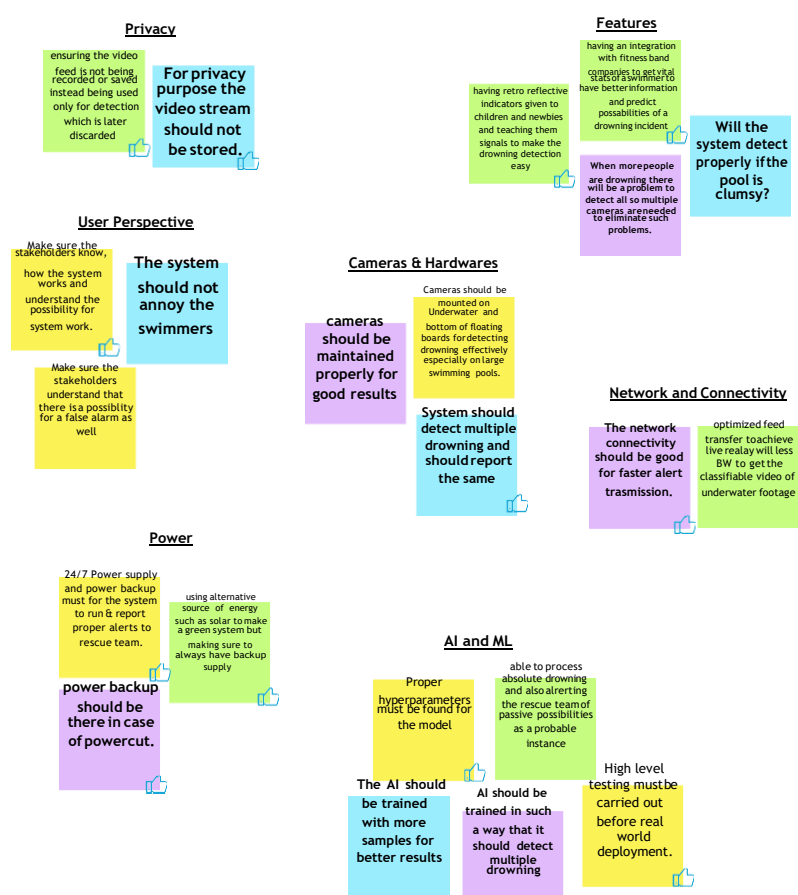 Privacy
ensuring the video
feed is not being
recorded or saved
instead being used
only for detection
which is later
discarded
For privacy
purpose the
video stream
should not
be stored.
Features
having an integration
with fitness band
companies to get vital
stats of a swimmer to
have better information
and predict
possabilities of a
drowning incident
having retro reflective
indicators given to
children and newbies
and teaching them
signals to make the
drowning detection
easy
Will the
system detect
properly if the
pool is
clumsy?
When more people
are drowning there
will be a problem to
detect all so multiple
cameras are needed
to eliminate such
problems.
User Perspective
Make sure the
stakeholders know,
how the system
works and
understand the
possibility for
system work.
The system
should not
annoy the
swimmers
Make sure the
stakeholders
understand that
there is a possiblity
for a false alarm as
well
Cameras & Hardwares
cameras
should be
maintained
properly for
good results
Cameras should be
mounted on
Underwater and
bottom of floating
boards for detecting
drowning effectively
especially on large
swimming pools.
System should
detect multiple
drowning and
should report
the same
Network and Connectivity
The network
connectivity
should be good
for faster alert
trasmission.
optimized feed
transfer toachieve
live realay will less
BW to get the
classifiable video of
underwater footage
Power
24/7 Power supply
and power backup
must for the system
to run & report
proper alerts to
rescue team.
using alternative
source of energy
such as solar to make
a green system but
making sure to
always have backup
supply
power backup
should be
there in case
of powercut.
AI and ML
Proper
hyperparameters
must be found for
the model
able to process
absolute drowning
and also alrerting
the rescue team of
passive possibilities
as a probable
instance
The AI should
be trained
with more
samples for
better results
AI should be
trained in such
a way that it
should detect
multiple
drowning
High level
testing must be
carried out
before real
world
deployment.